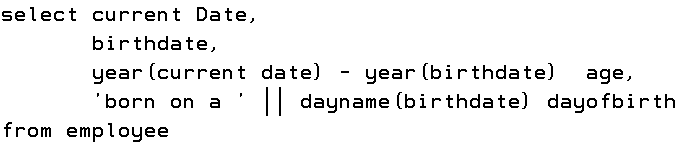 select current Date,
birthdate,
year(current date) - year(birthdate) age,
'born on a ' || dayname(birthdate) dayofbirth
from employee